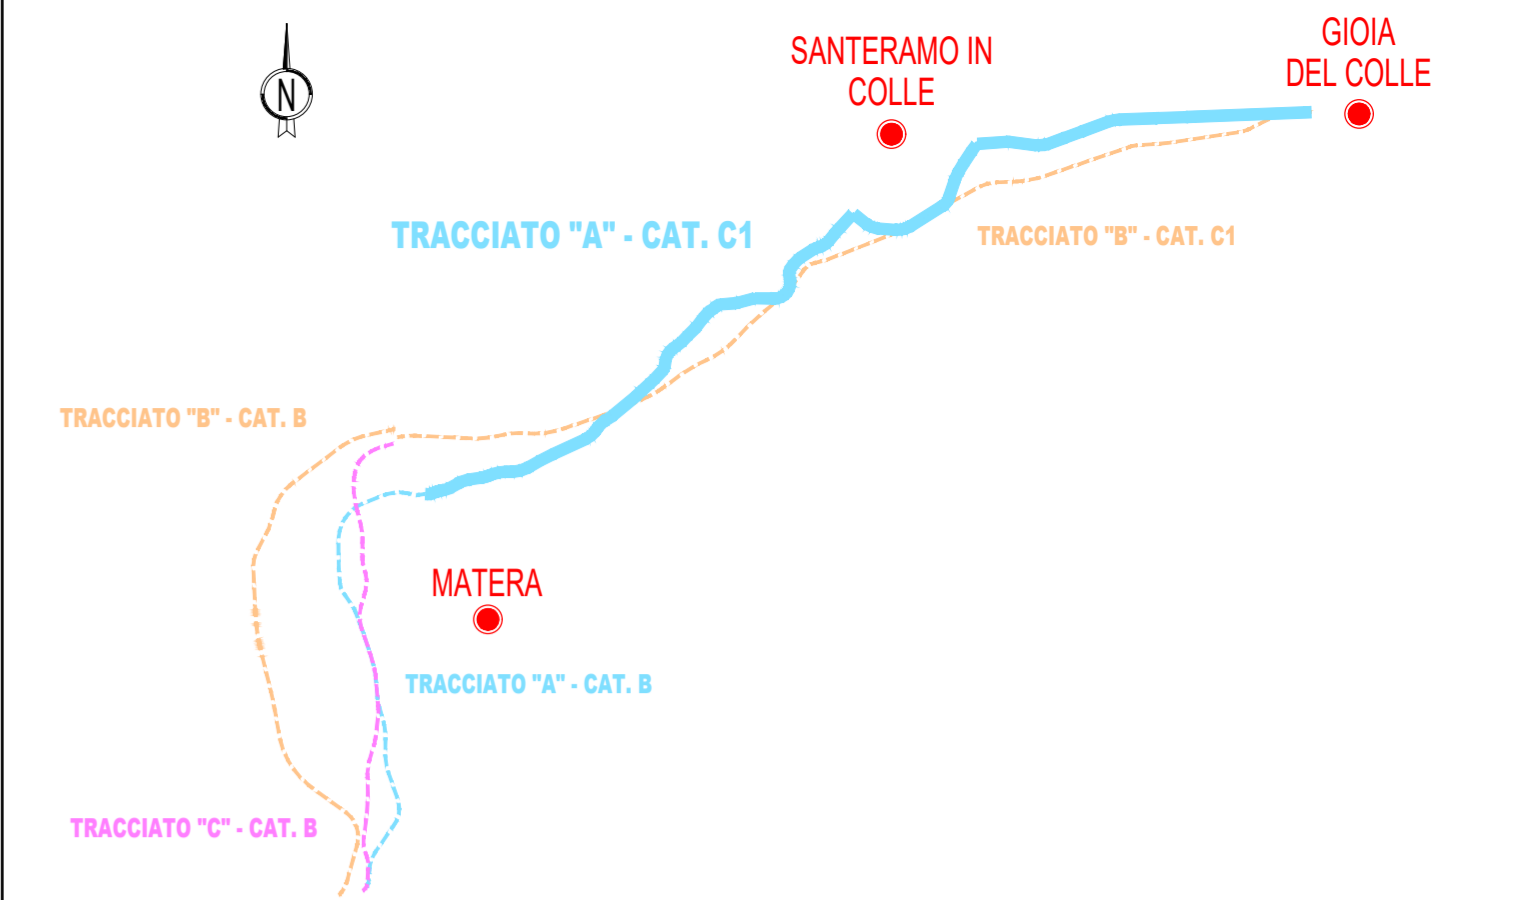 N
SANTERAMO IN
COLLE
GIOIA
DEL COLLE
TRACCIATO "A" - CAT. C1
TRACCIATO "B" - CAT. C1
TRACCIATO "B" - CAT. B
MATERA
TRACCIATO "A" - CAT. B
TRACCIATO "C" - CAT. B